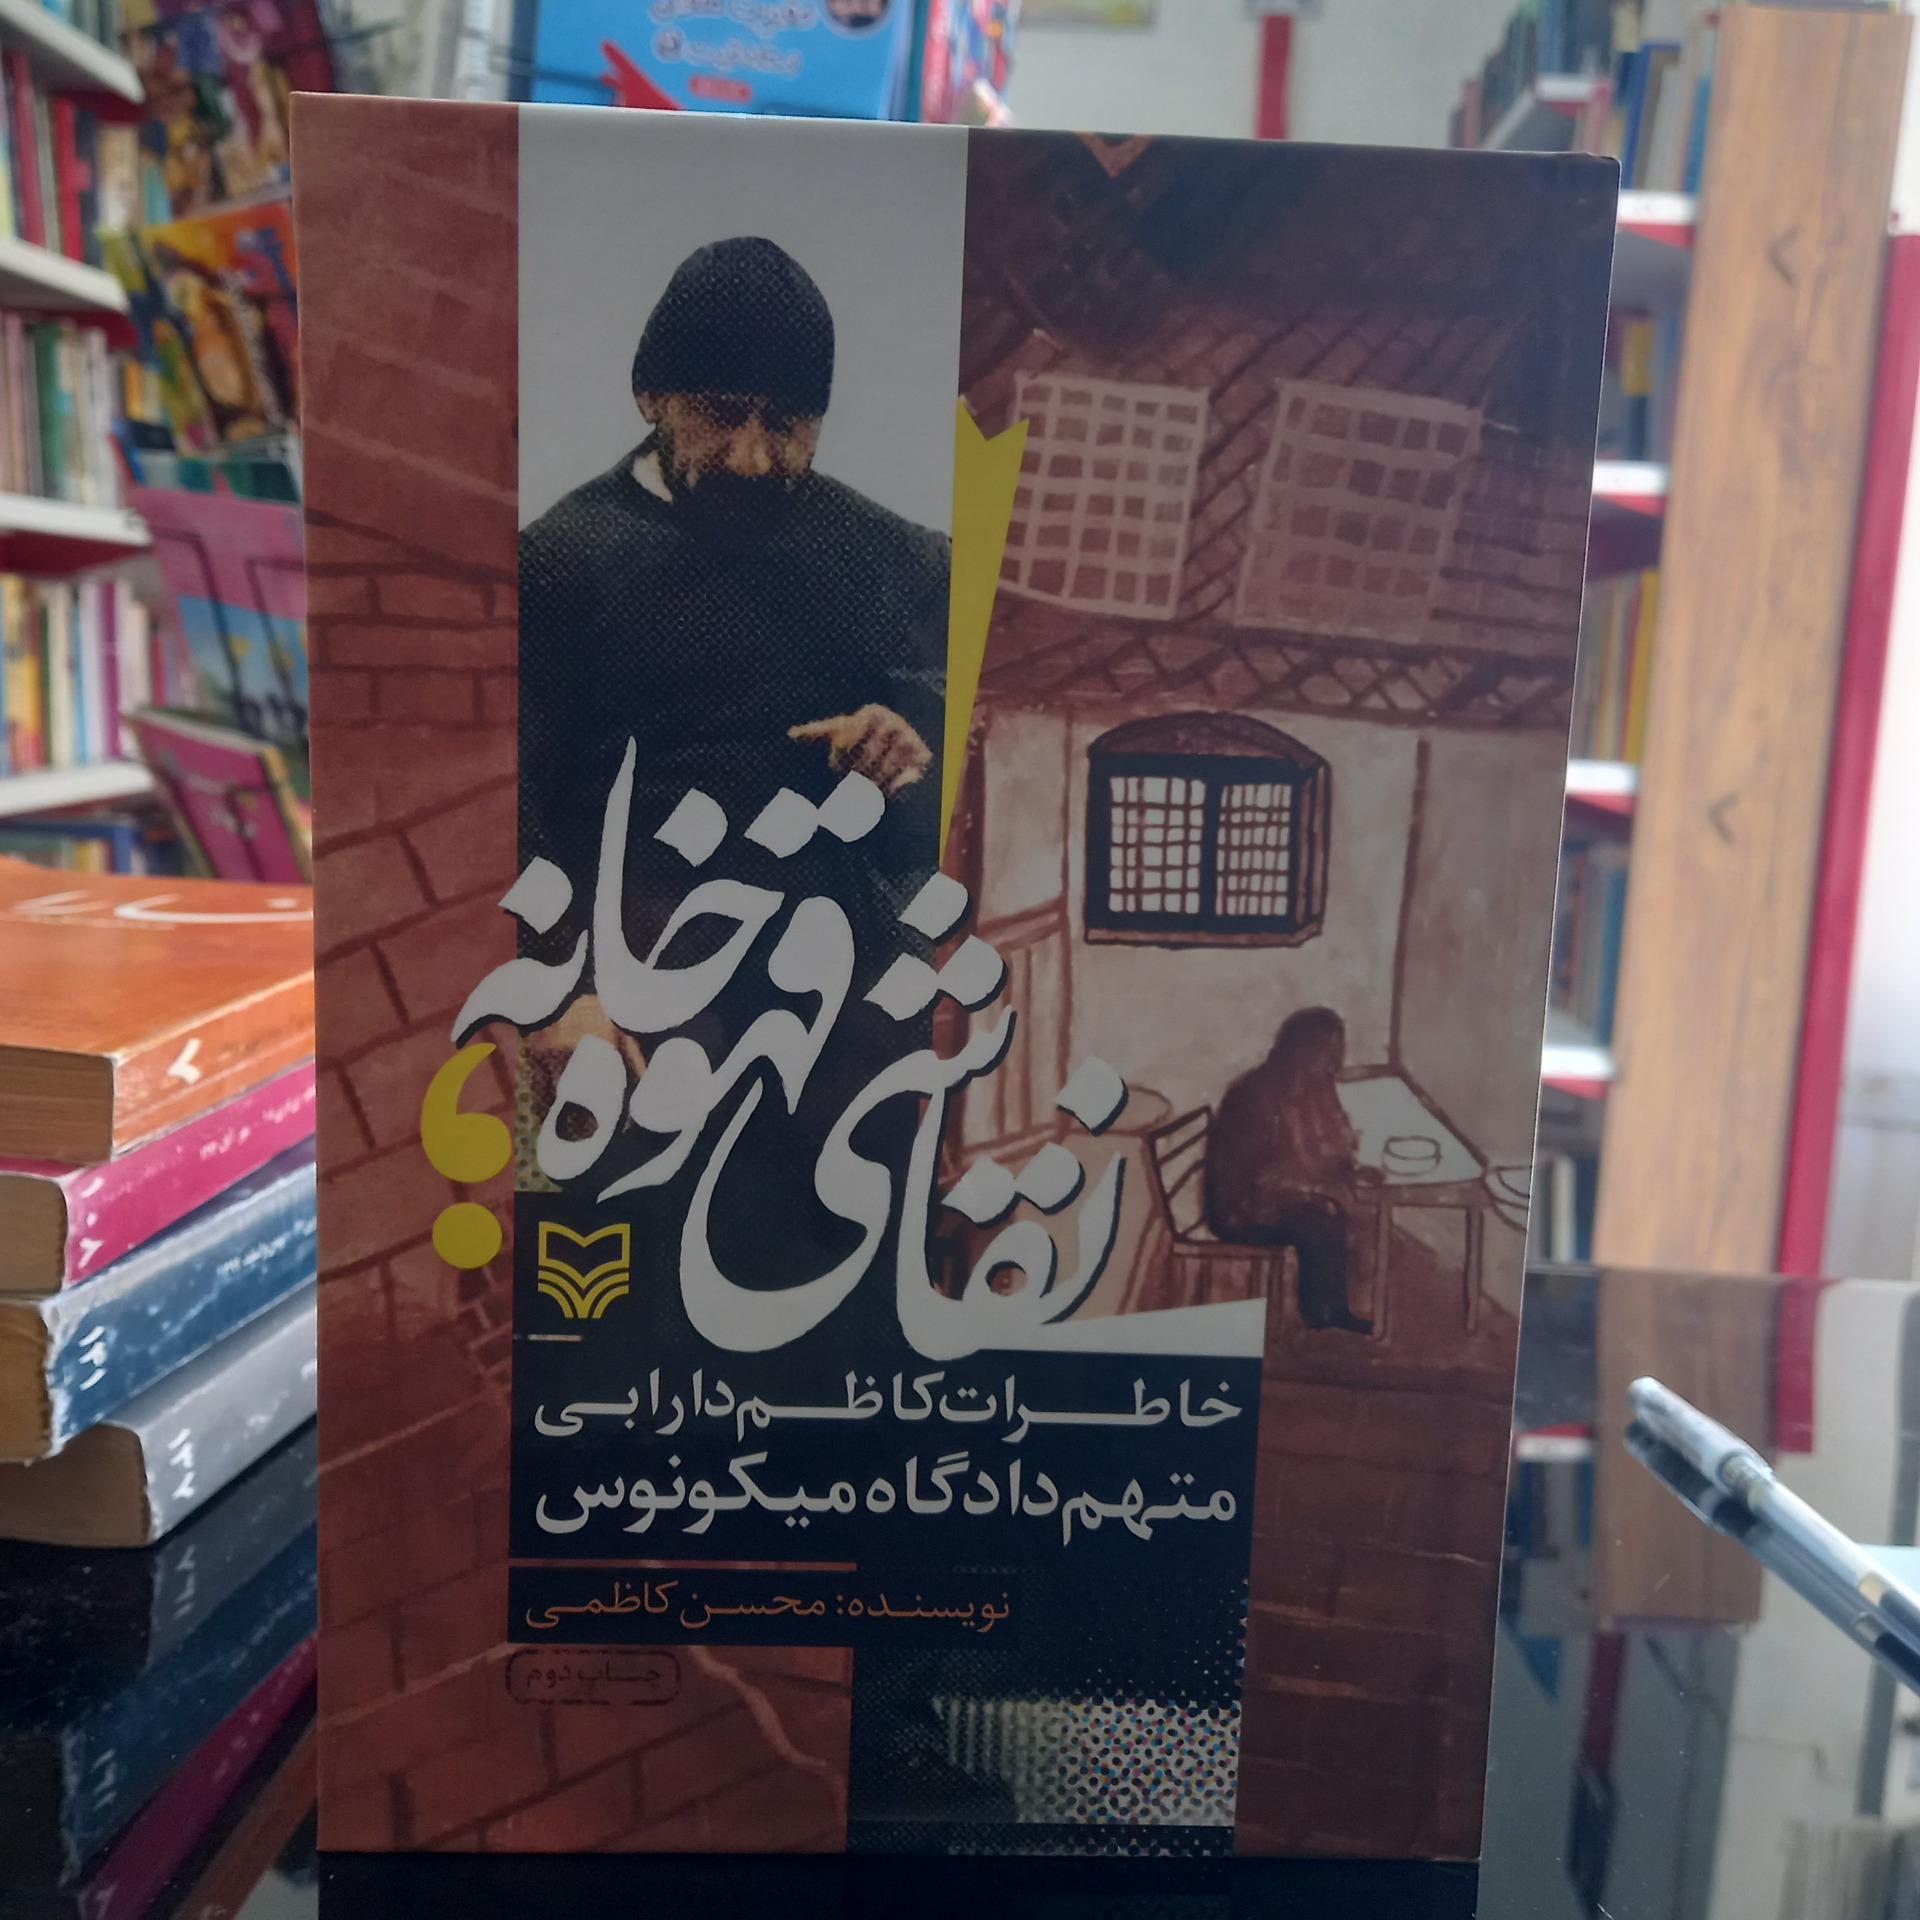 نقاشی قهوه خانه
خاطرات کاظم دارابی
متهم دادگاه میکونوس
نویسنده: محسن کاظمی
چاپ دوم